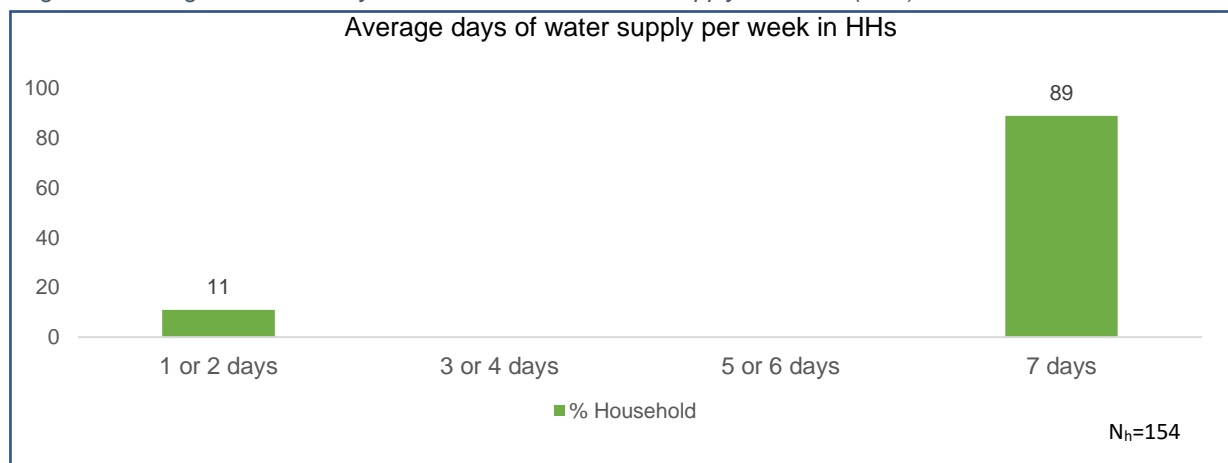 Average days of water supply per week in HHs
100
80
60
40
20
0
11
89
1 or 2 days
3 or 4 days
5 or 6 days
7 days
% Household
Nₕ=154